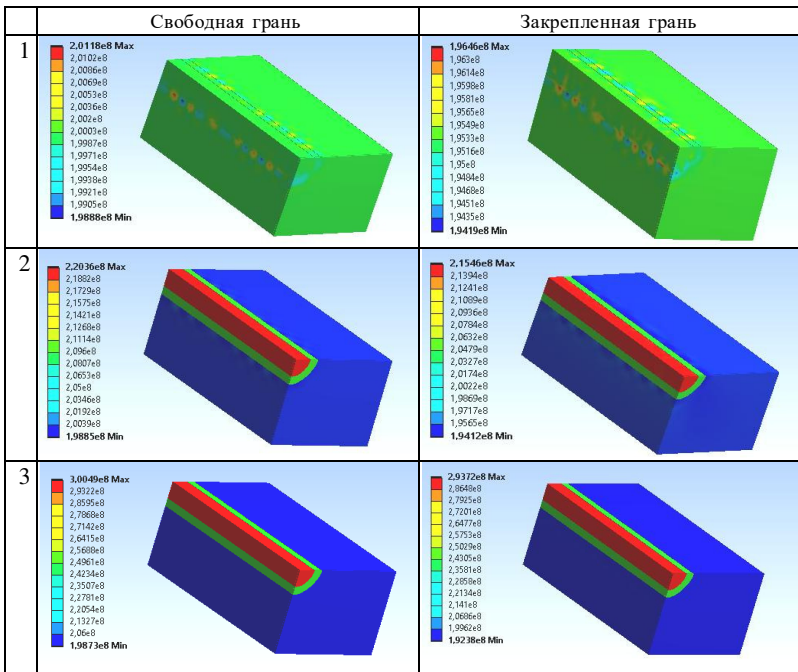 Свободная грань
Закрепленная грань
1
2,0118e8 Max
2,0102e8
2,0086e8
2,0069e8
2,0053e8
2,0036e8
2,002e8
2,0003e8
1,9987e8
1,9971e8
1,9954e8
1,9938e8
1,9921e8
1,9905e8
1,9888e8 Min
1,9646e8 Max
1,963e8
1,9614e8
1,9598e8
1,9581e8
1,9565e8
1,9549e8
1,9533e8
1,9516e8
1,95e8
1,9484e8
1,9468e8
1,9451e8
1,9435e8
1,9419e8 Min
2
2,2036e8 Max
2,1882e8
2,1729e8
2,1575e8
2,1421e8
2,1268e8
2,1114e8
2,096e8
2,0807e8
2,0653e8
2,05e8
2,0346e8
2,0192e8
2,0039e8
1,9885e8 Min
2,1546e8 Max
2,1394e8
2,1241e8
2,1089e8
2,0936e8
2,0784e8
2,0632e8
2,0479e8
2,0327e8
2,0174e8
2,0022e8
1,9869e8
1,9717e8
1,9565e8
1,9412e8 Min
3
3,0049e8 Max
2,9322e8
2,8595e8
2,7868e8
2,7142e8
2,6415e8
2,5688e8
2,4961e8
2,4234e8
2,3507e8
2,2781e8
2,2054e8
2,1327e8
2,06e8
1,9873e8 Min
2,9372e8 Max
2,8648e8
2,7925e8
2,7201e8
2,6477e8
2,5753e8
2,5029e8
2,4305e8
2,3581e8
2,2858e8
2,2134e8
2,141e8
2,0686e8
1,9962e8
1,9238e8 Min